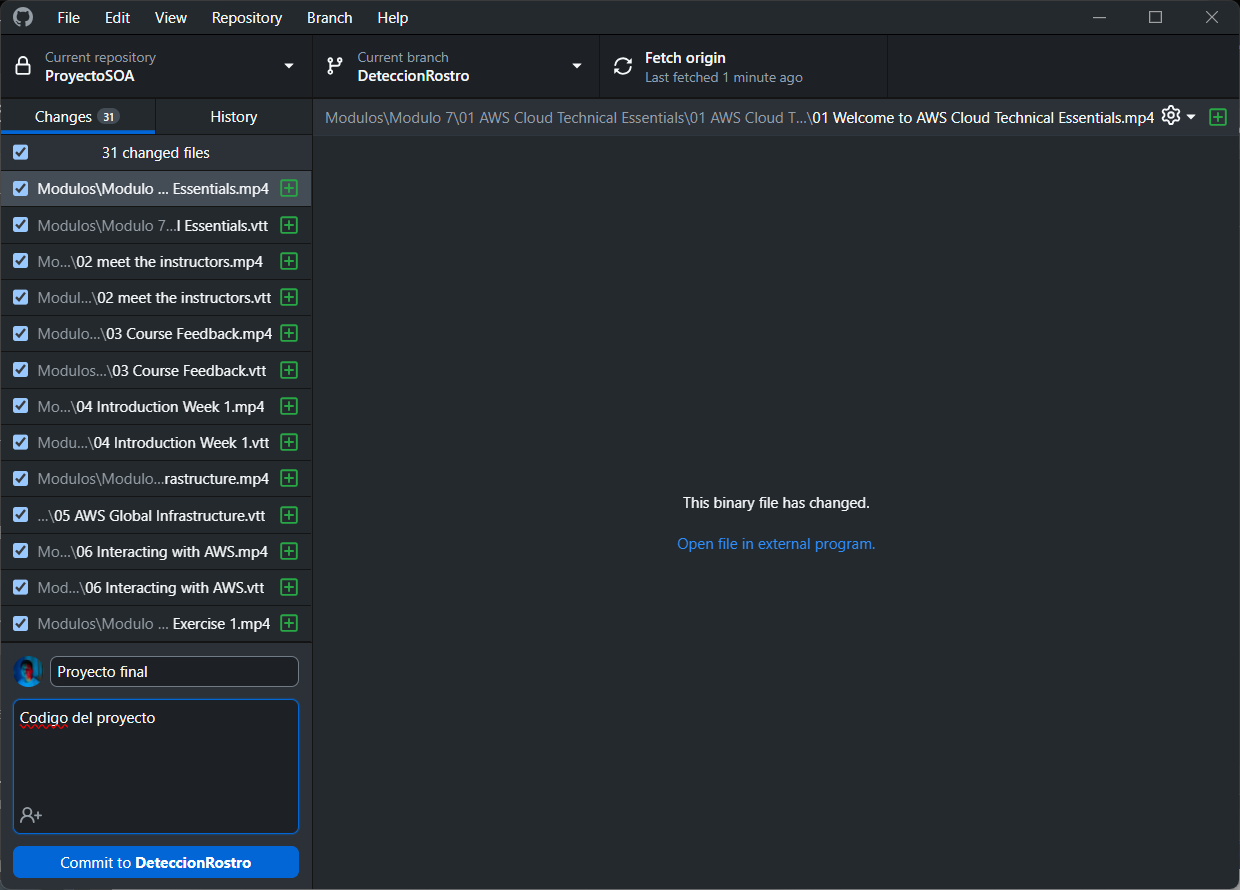 File Edit View Repository Branch Help
Current repository
ProyectoSOA
Current branch
DeteccionRostro
Fetch origin
Last fetched 1 minute ago
Changes 31
History
Modulos\Modulo 7\01 AWS Cloud Technical Essentials\01 AWS Cloud T...\01 Welcome to AWS Cloud Technical Essentials.mp4
31 changed files
Modulos\Modulo ... Essentials.mp4
Modulos\Modulo 7...l Essentials.vtt
Mo...\02 meet the instructors.mp4
Modul...\02 meet the instructors.vtt
Modulo...\03 Course Feedback.mp4
Modulos...\03 Course Feedback.vtt
Mo...\04 Introduction Week 1.mp4
Modu...\04 Introduction Week 1.vtt
Modulos\Modulo...rastructure.mp4
...\05 AWS Global Infrastructure.vtt
Mo...\06 Interacting with AWS.mp4
Mod...\06 Interacting with AWS.vtt
Modulos\Modulo ... Exercise 1.mp4
This binary file has changed.
Open file in external program.
Proyecto final
Codigo del proyecto
Commit to DeteccionRostro